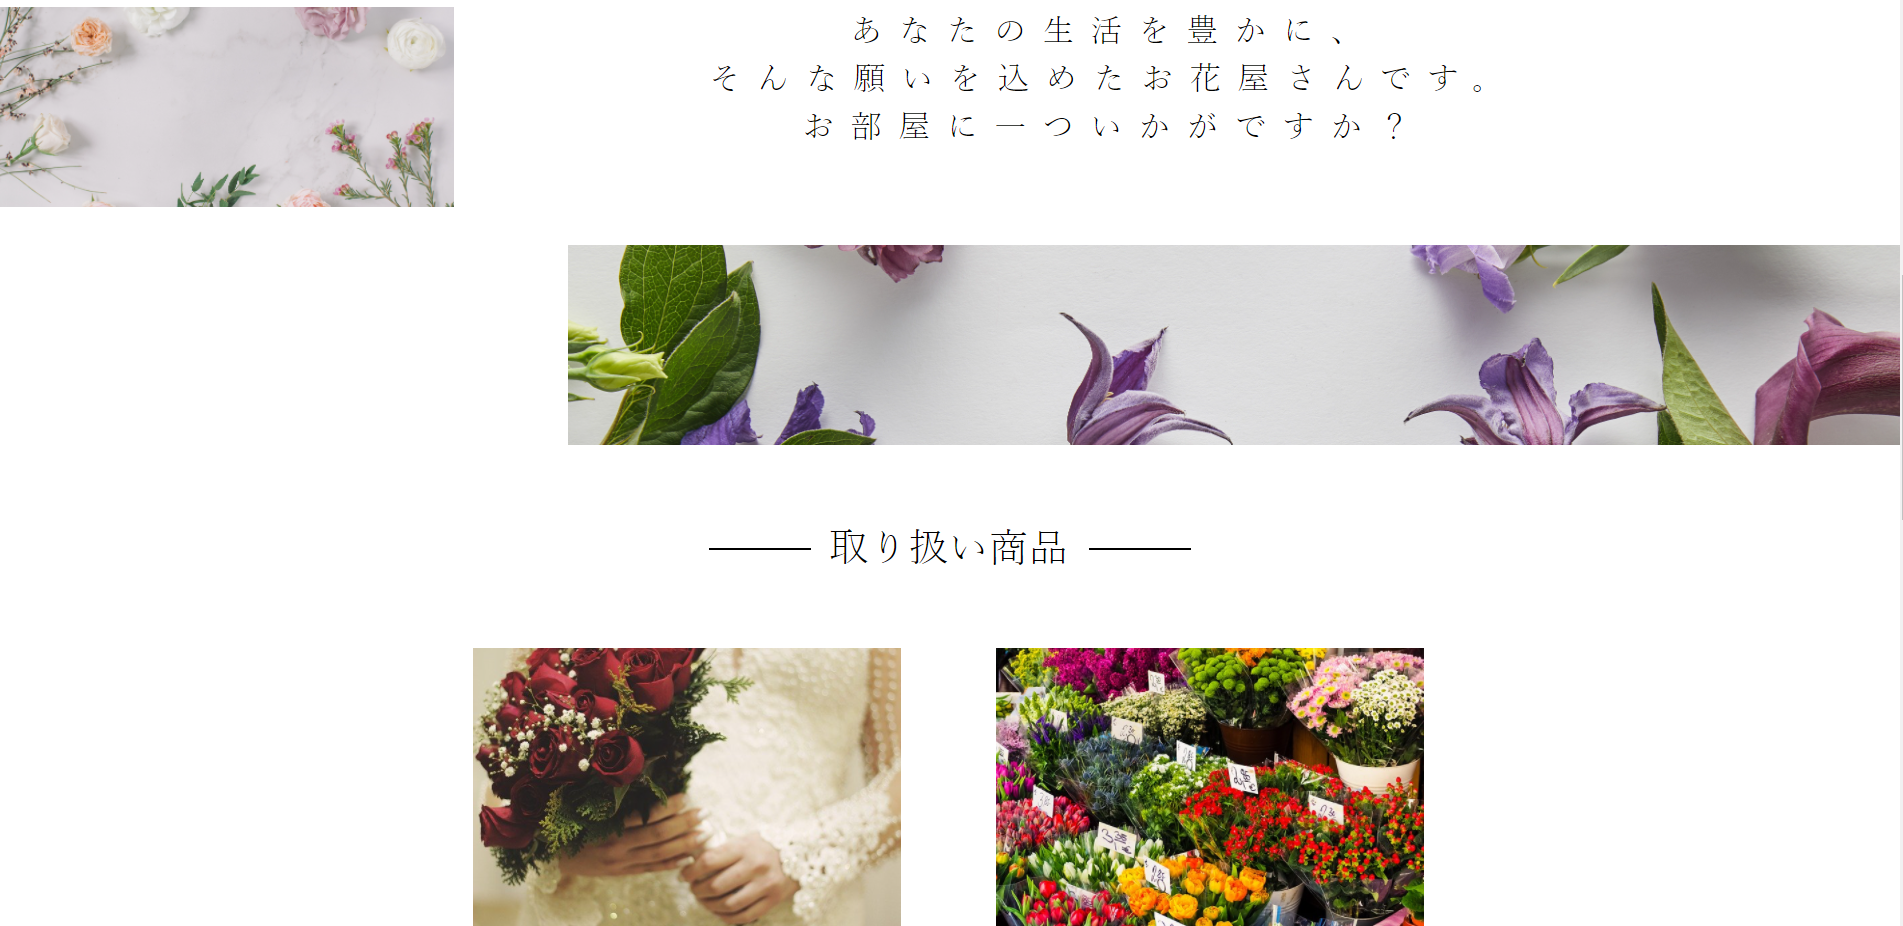 あなたの生活を豊かに、
そんな願いを込めたお花屋さんです。
お部屋に一ついかがですか？
取り扱い商品